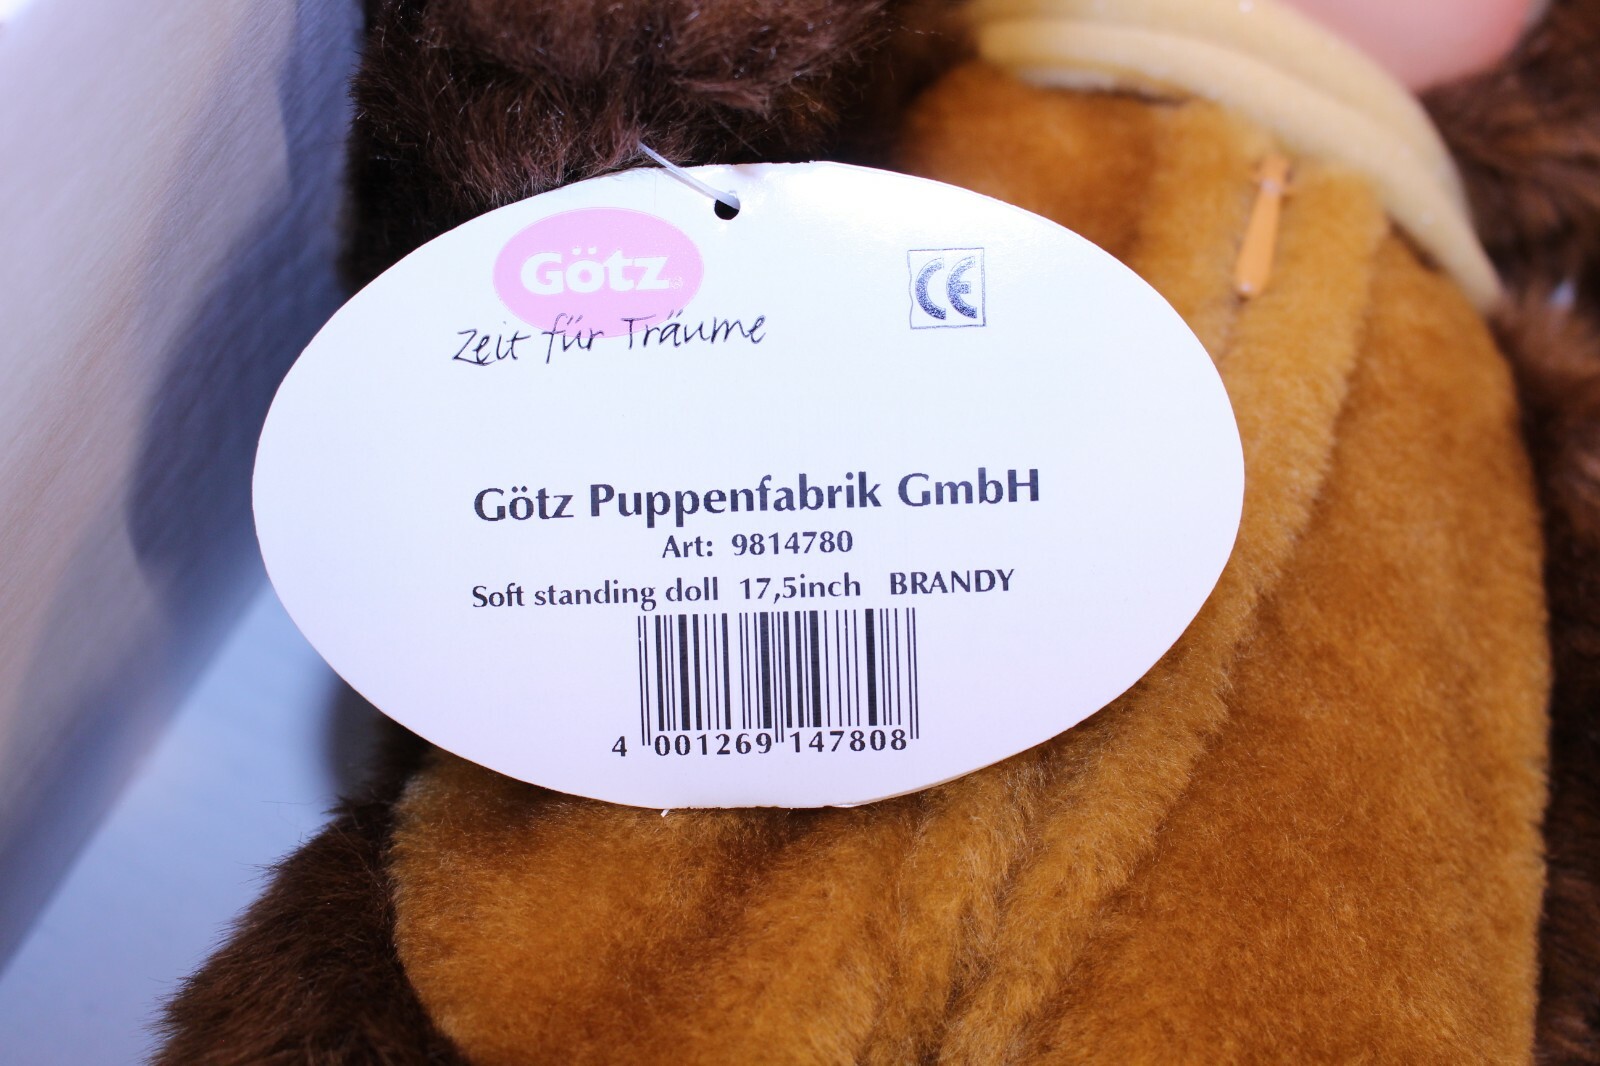 Götz
CE
Zeit für Träume
Götz Puppenfabrik GmbH
Art: 9814780
Soft standing doll 17,5inch BRANDY
4 001269 147808